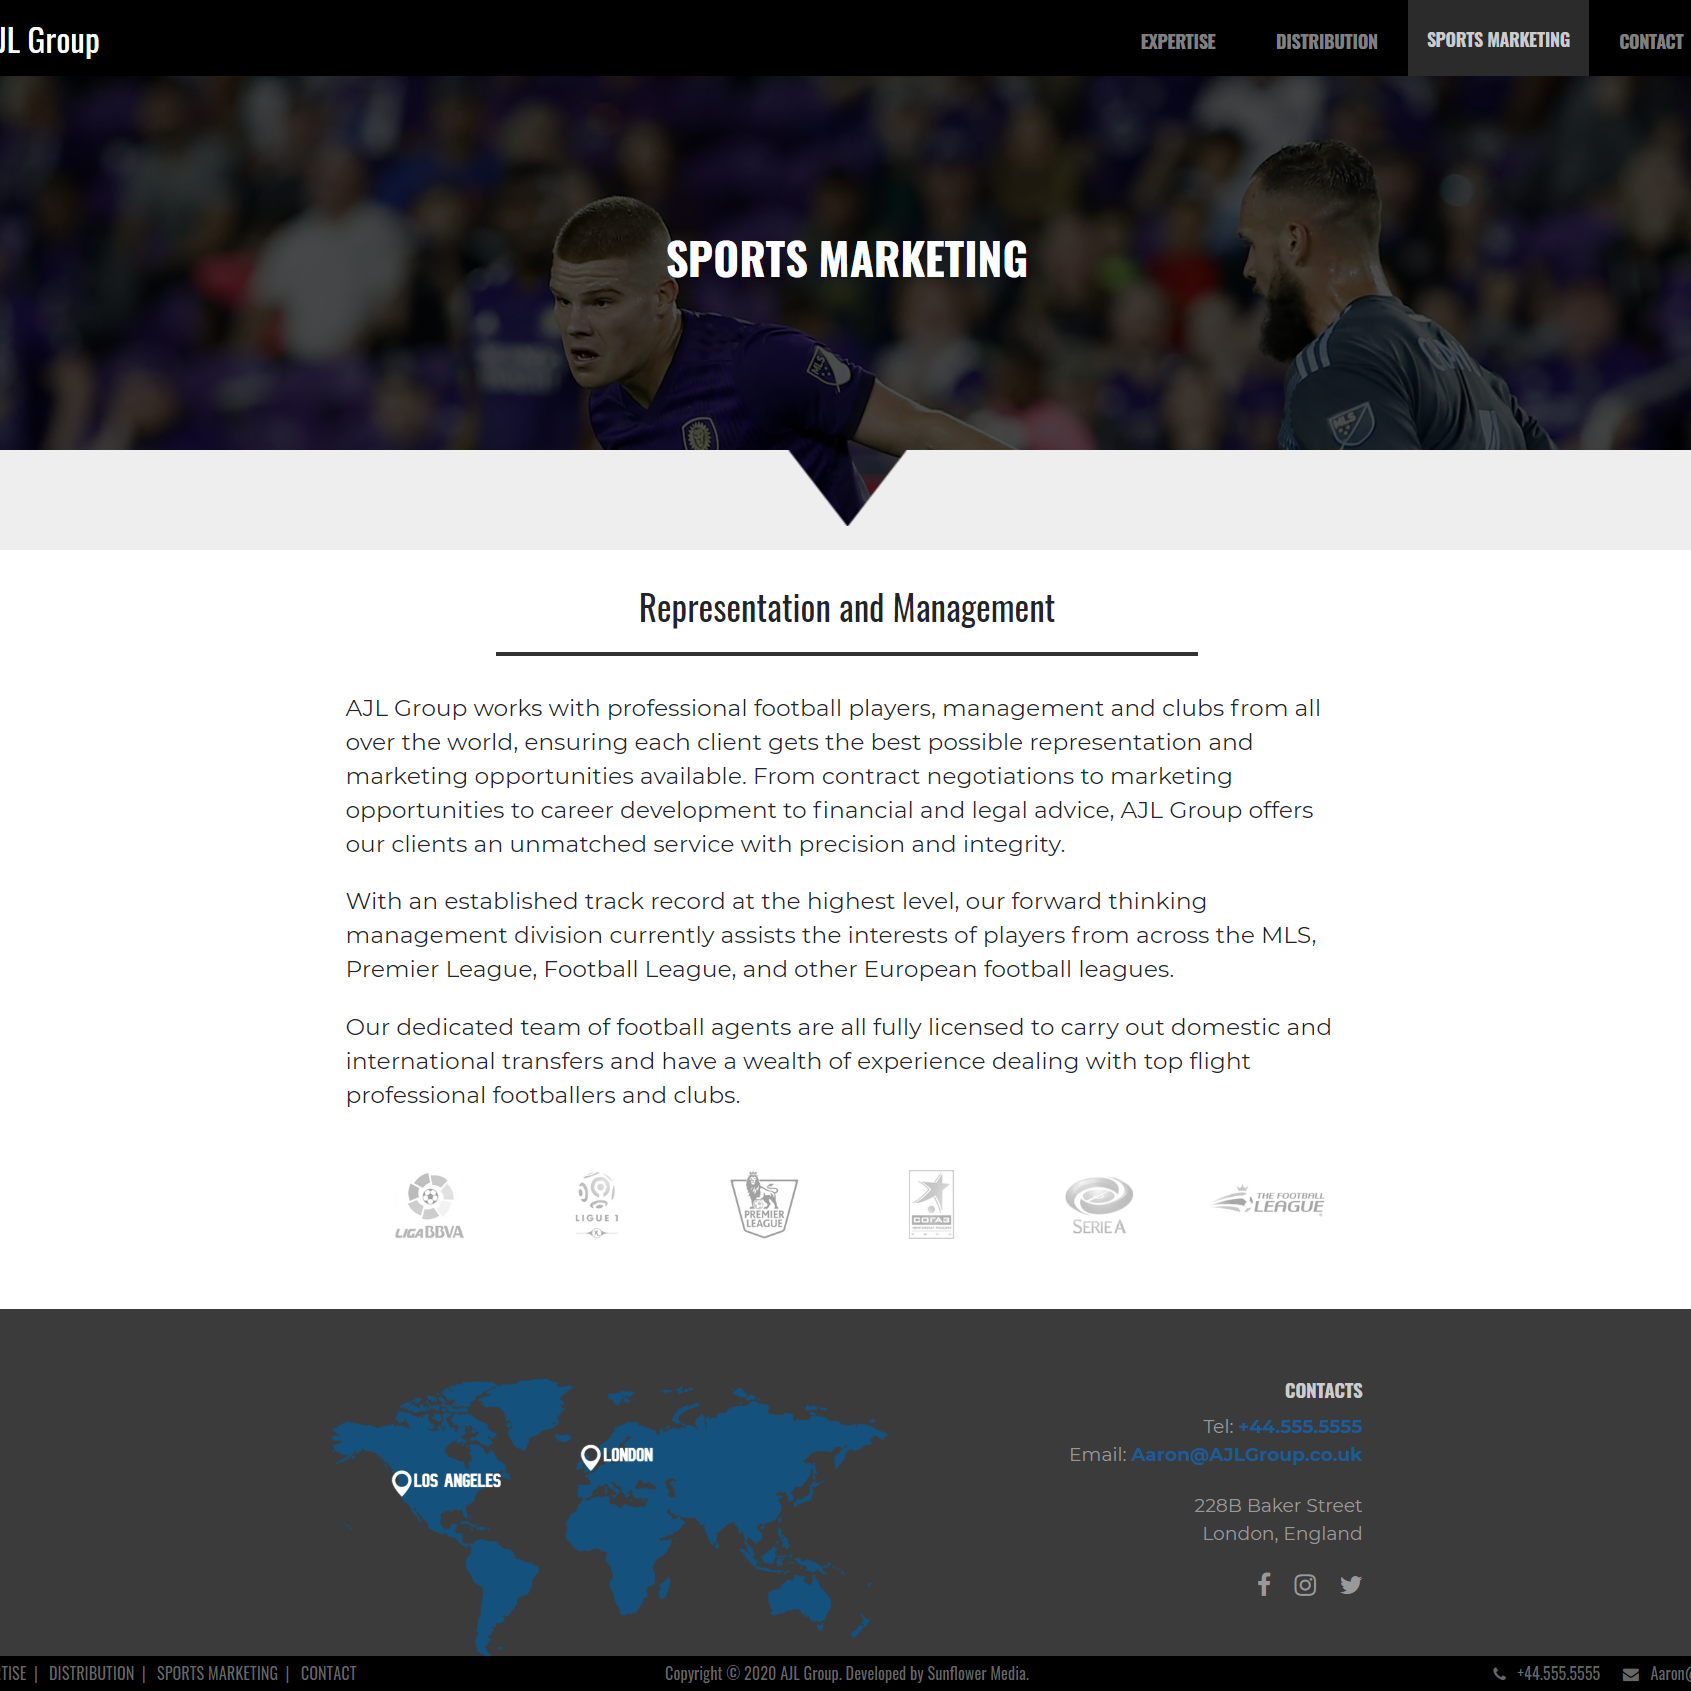 JL Group
EXPERTISE
DISTRIBUTION
SPORTS MARKETING
CONTACT
SPORTS MARKETING
MLS
MLS
Representation and Management
AJL Group works with professional football players, management and clubs from all
over the world, ensuring each client gets the best possible representation and
marketing opportunities available. From contract negotiations to marketing
opportunities to career development to financial and legal advice, AJL Group offers
our clients an unmatched service with precision and integrity.
With an established track record at the highest level, our forward thinking
management division currently assists the interests of players from across the MLS,
Premier League, Football League, and other European football leagues.
Our dedicated team of football agents are all fully licensed to carry out domestic and
international transfers and have a wealth of experience dealing with top flight
professional footballers and clubs.
LIGA BBVA
LIGUE 1
PREMIER
LEAGUE
СОГАЗ
SERIE A
THE FOOTBALL
LEAGUE
LONDON
LOS ANGELES
CONTACTS
Tel: +44.555.5555
Email: Aaron@AJLGroup.co.uk
228B Baker Street
London, England
TISE | DISTRIBUTION | SPORTS MARKETING | CONTACT
Copyright © 2020 AJL Group. Developed by Sunflower Media.
+44.555.5555
Aaron@